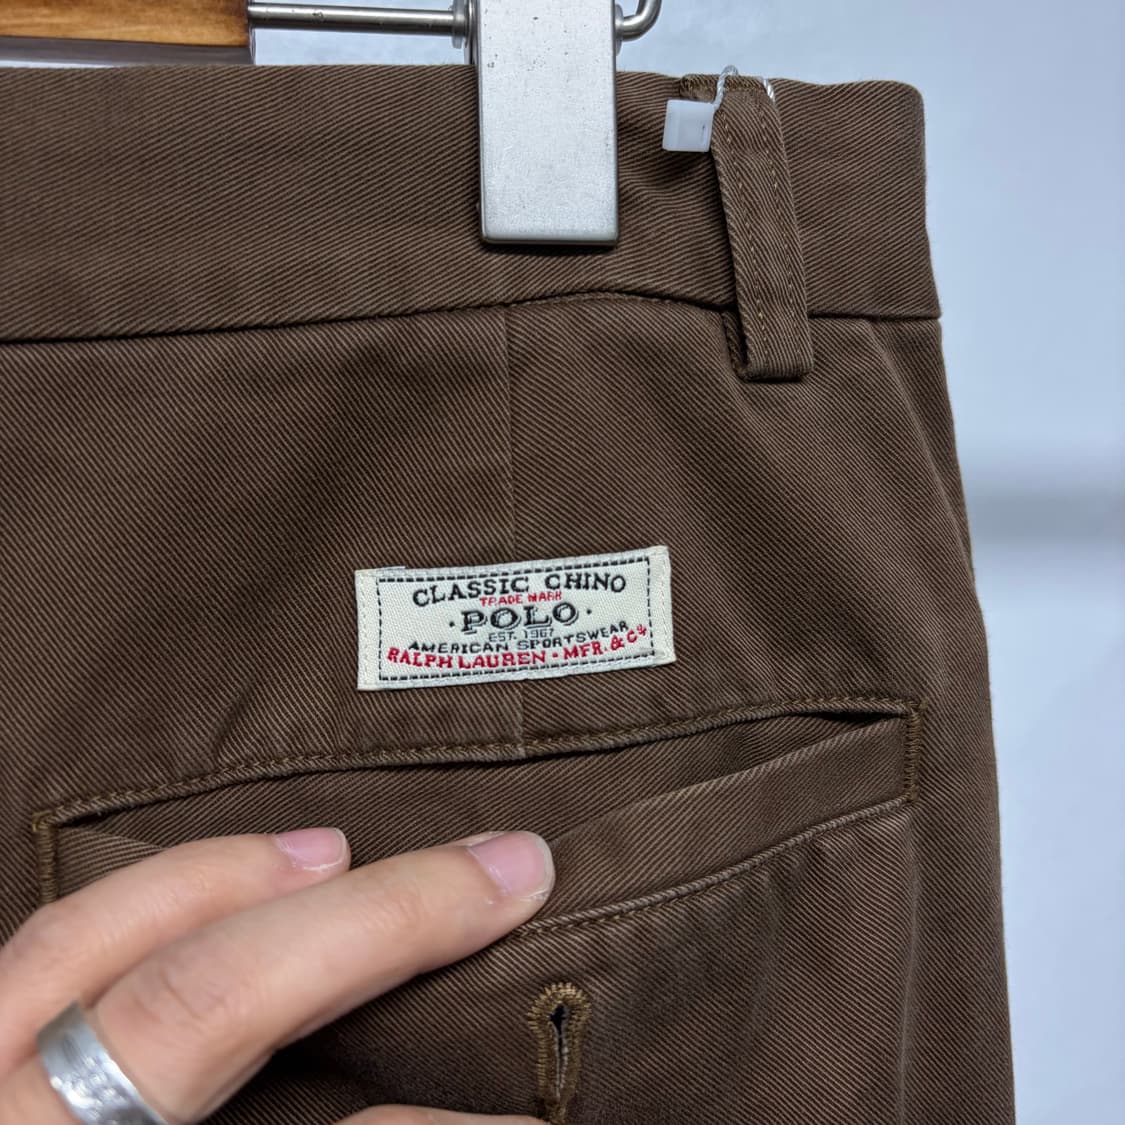 CLASSIC CHINO
TRADE MARK
·POLO·
EST. 1967
AMERICAN SPORTSWEAR
RALPH LAUREN - MFR. & Cº